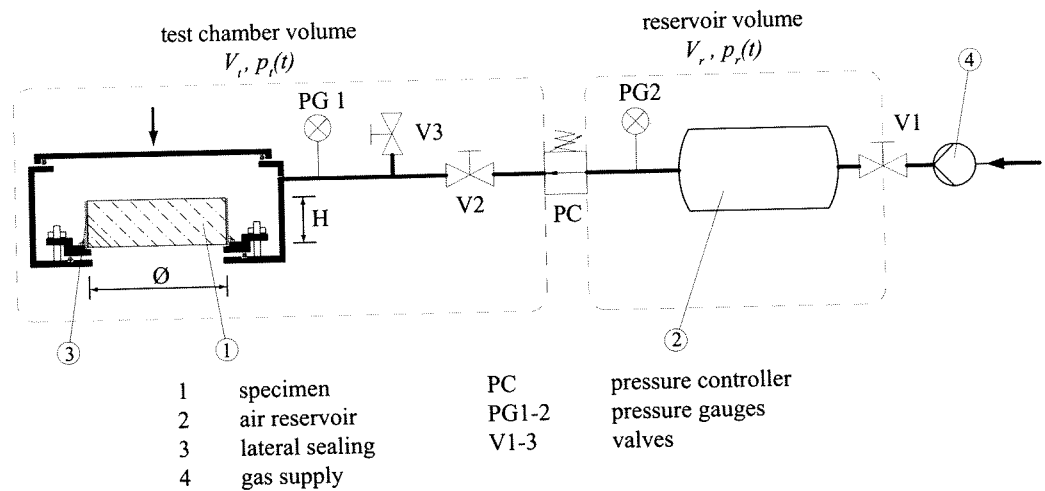 test chamber volume
V_t, p_t(t)
reservoir volume
V_r, p_r(t)
PG 1
V3
V2
PC
PG2
V1
4
H
Ø
3
1
2
1 specimen
2 air reservoir
3 lateral sealing
4 gas supply
PC pressure controller
PG1-2 pressure gauges
V1-3 valves